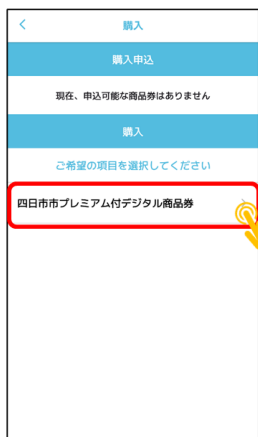 購入
購入申込
現在、申込可能な商品券はありません
購入
ご希望の項目を選択してください
四日市市プレミアム付デジタル商品券